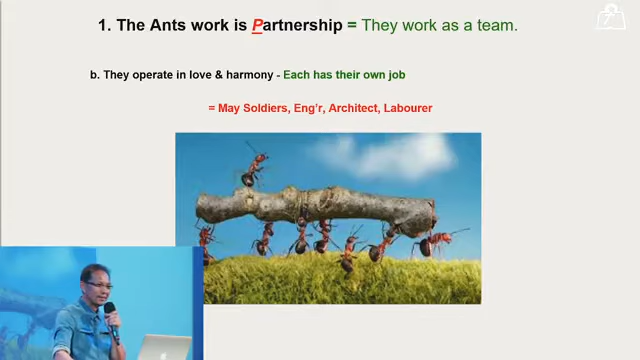 1. The Ants work is Partnership = They work as a team.
b. They operate in love & harmony - Each has their own job
= May Soldiers, Eng'r, Architect, Labourer